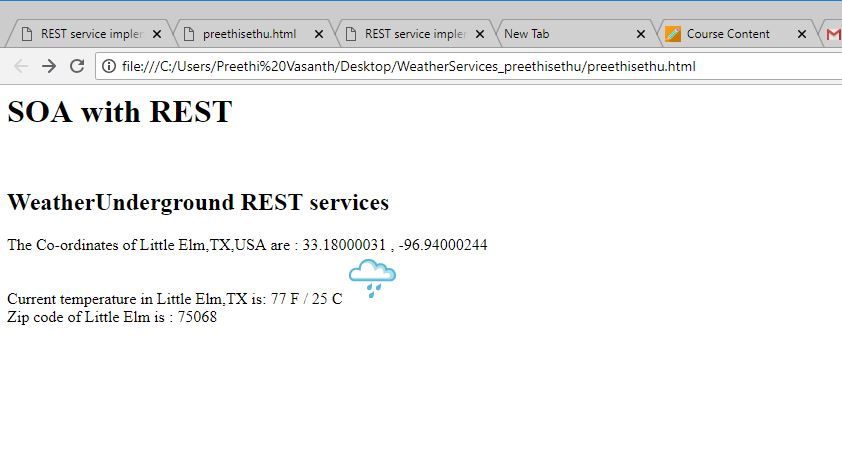 REST service impler
preethisethu.html
REST service impler
New Tab
Course Content
file:///C:/Users/Preethi%20Vasanth/Desktop/WeatherServices_preethisethu/preethisethu.html
SOA with REST
WeatherUnderground REST services
The Co-ordinates of Little Elm,TX,USA are : 33.18000031 , -96.94000244
Current temperature in Little Elm,TX is: 77 F / 25 C
Zip code of Little Elm is : 75068